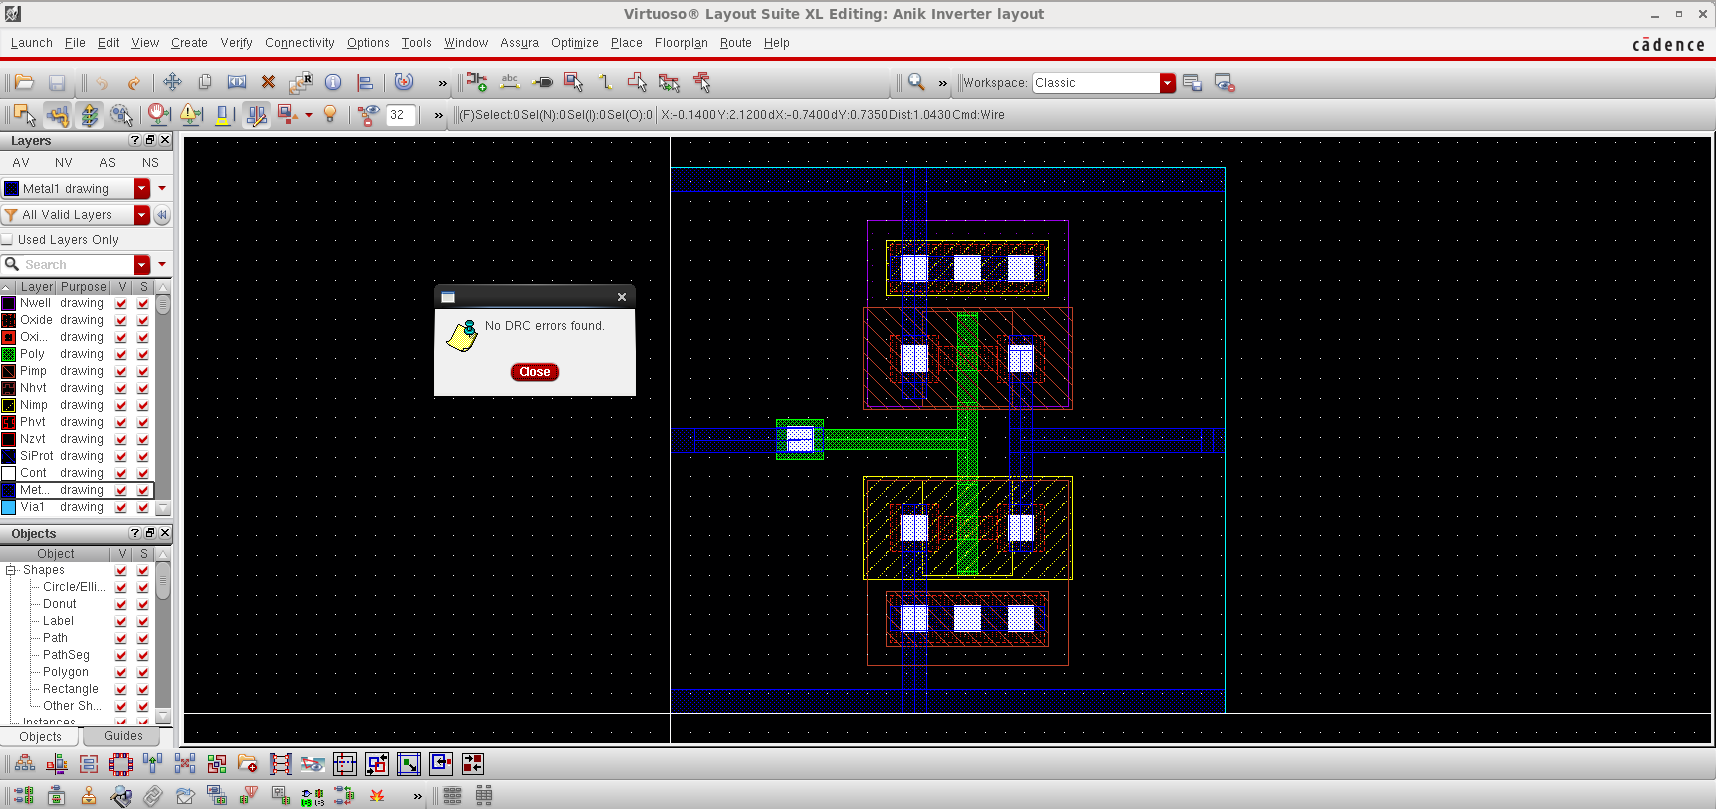 Virtuoso® Layout Suite XL Editing: Anik Inverter layout
Launch File Edit View Create Verify Connectivity Options Tools Window Assura Optimize Place Floorplan Route Help
cādence
» » Workspace: Classic
32 » (F)Select:0 Sel(N):0 Sel(I):0 Sel(O):0 X:-0.1400 Y:2.1200 dX:-0.7400 dY:0.7350 Dist:1.0430 Cmd:Wire
Layers
AV NV AS NS
Metal1 drawing
All Valid Layers
Used Layers Only
Search
Layer Purpose V S
Nwell drawing
Oxide drawing
Oxi... drawing
Poly drawing
Pimp drawing
Nhvt drawing
Nimp drawing
Phvt drawing
Nzvt drawing
SiProt drawing
Cont drawing
Met... drawing
Via1 drawing
No DRC errors found.
Close
Objects
Object V S
Shapes
Circle/Elli...
Donut
Label
Path
PathSeg
Polygon
Rectangle
Other Sh...
Instances
Objects Guides
»